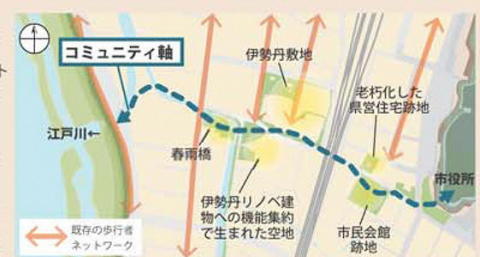 コミュニティ軸
伊勢丹敷地
老朽化した
県営住宅跡地
江戸川←
春雨橋
市役所
伊勢丹リノベ建
物への機能集約
で生まれた空地
市民会館
跡地
既存の歩行者
ネットワーク